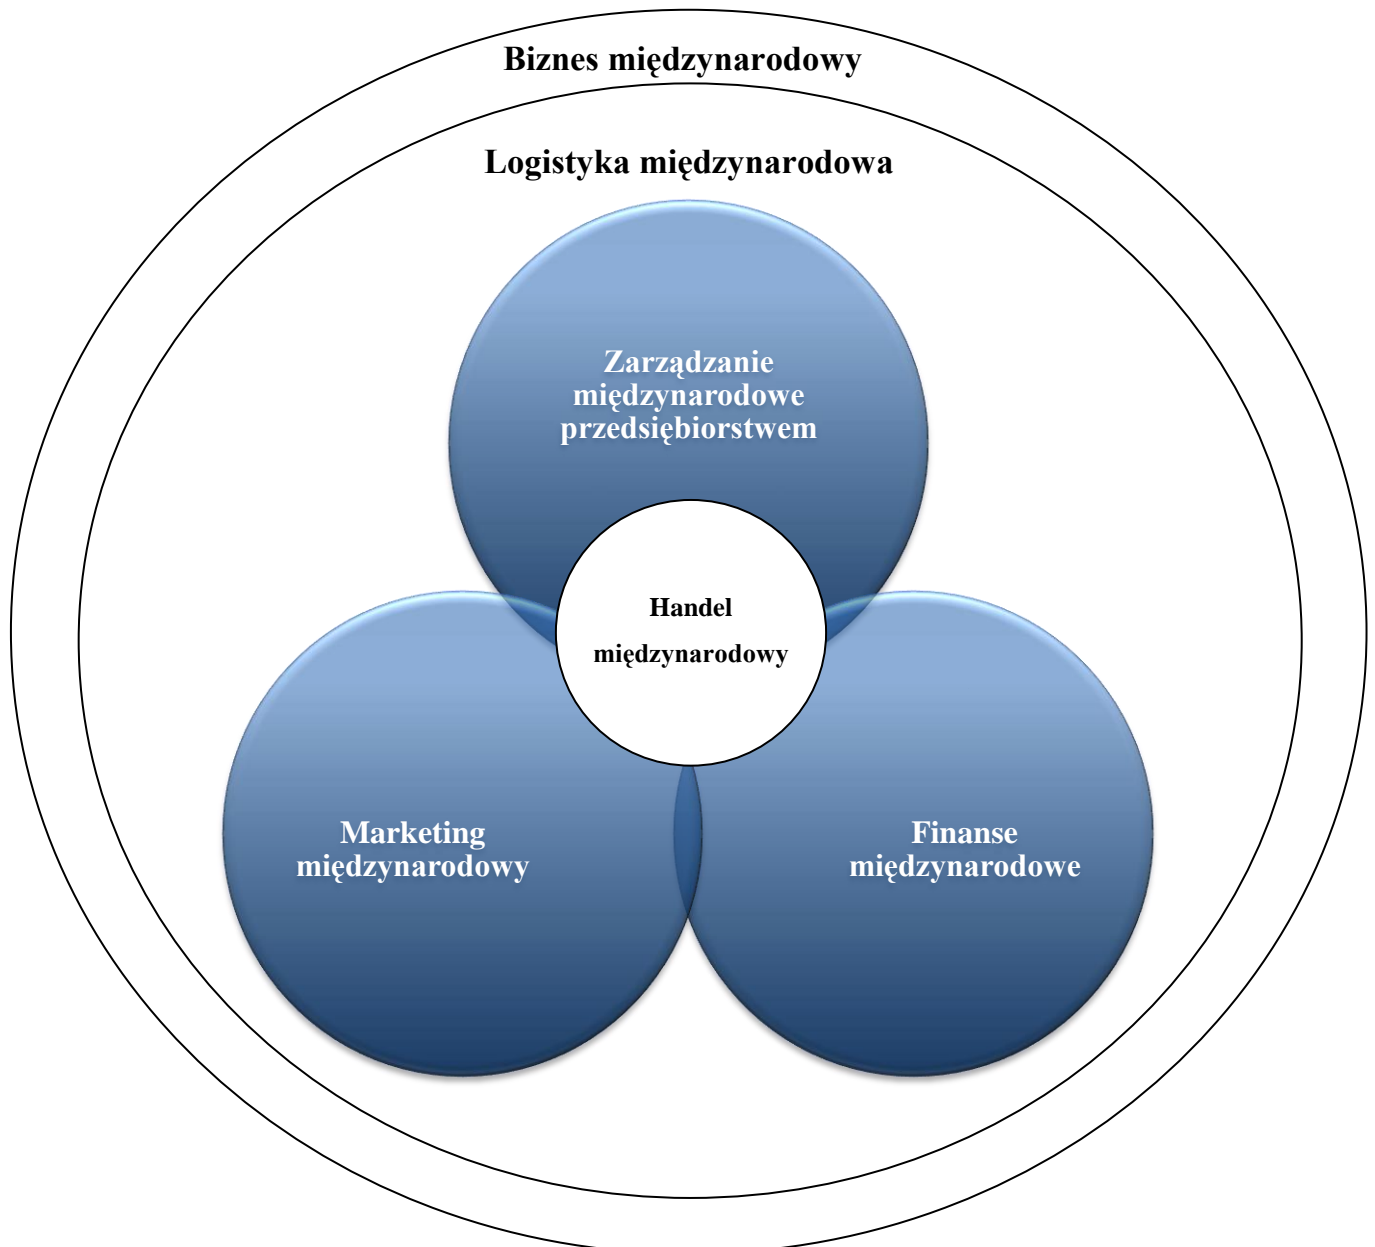 Biznes międzynarodowy
Logistyka międzynarodowa
Zarządzanie
międzynarodowe
przedsiębiorstwem
Handel
międzynarodowy
Marketing
międzynarodowy
Finanse
międzynarodowe